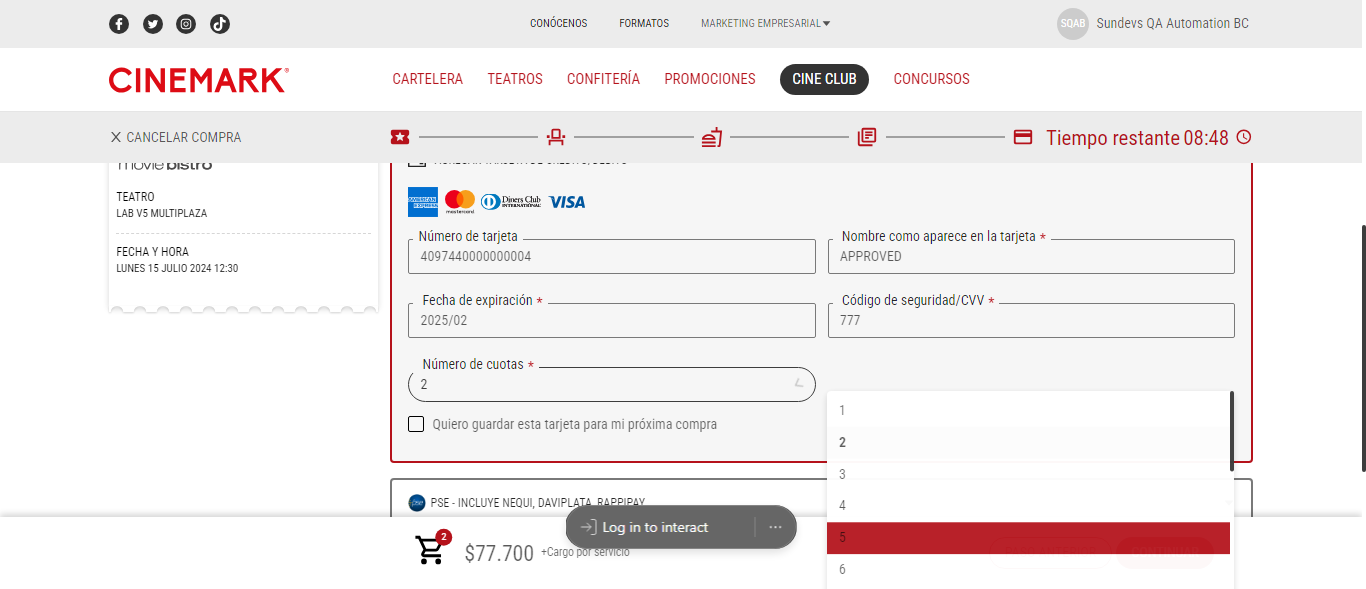 CONÓCENOS FORMATOS MARKETING EMPRESARIAL SQAB Sundevs QA Automation BC
CINEMARK CARTELERA TEATROS CONFITERÍA PROMOCIONES CINE CLUB CONCURSOS
CANCELAR COMPRA Tiempo restante 08:48
movie bistro
TEATRO
LAB V5 MULTIPLAZA
FECHA Y HORA
LUNES 15 JULIO 2024 12:30
AMERICAN EXPRESS mastercard Diners Club INTERNATIONAL VISA
Número de tarjeta Nombre como aparece en la tarjeta *
4097440000000004 APPROVED
Fecha de expiración * Código de seguridad/CVV *
2025/02 777
Número de cuotas *
2
Quiero guardar esta tarjeta para mi próxima compra
1
2
3
4
5
6
PSE - INCLUYE NEQUI, DAVIPLATA, RAPPIPAY
Log in to interact
2
$77.700 +Cargo por servicio